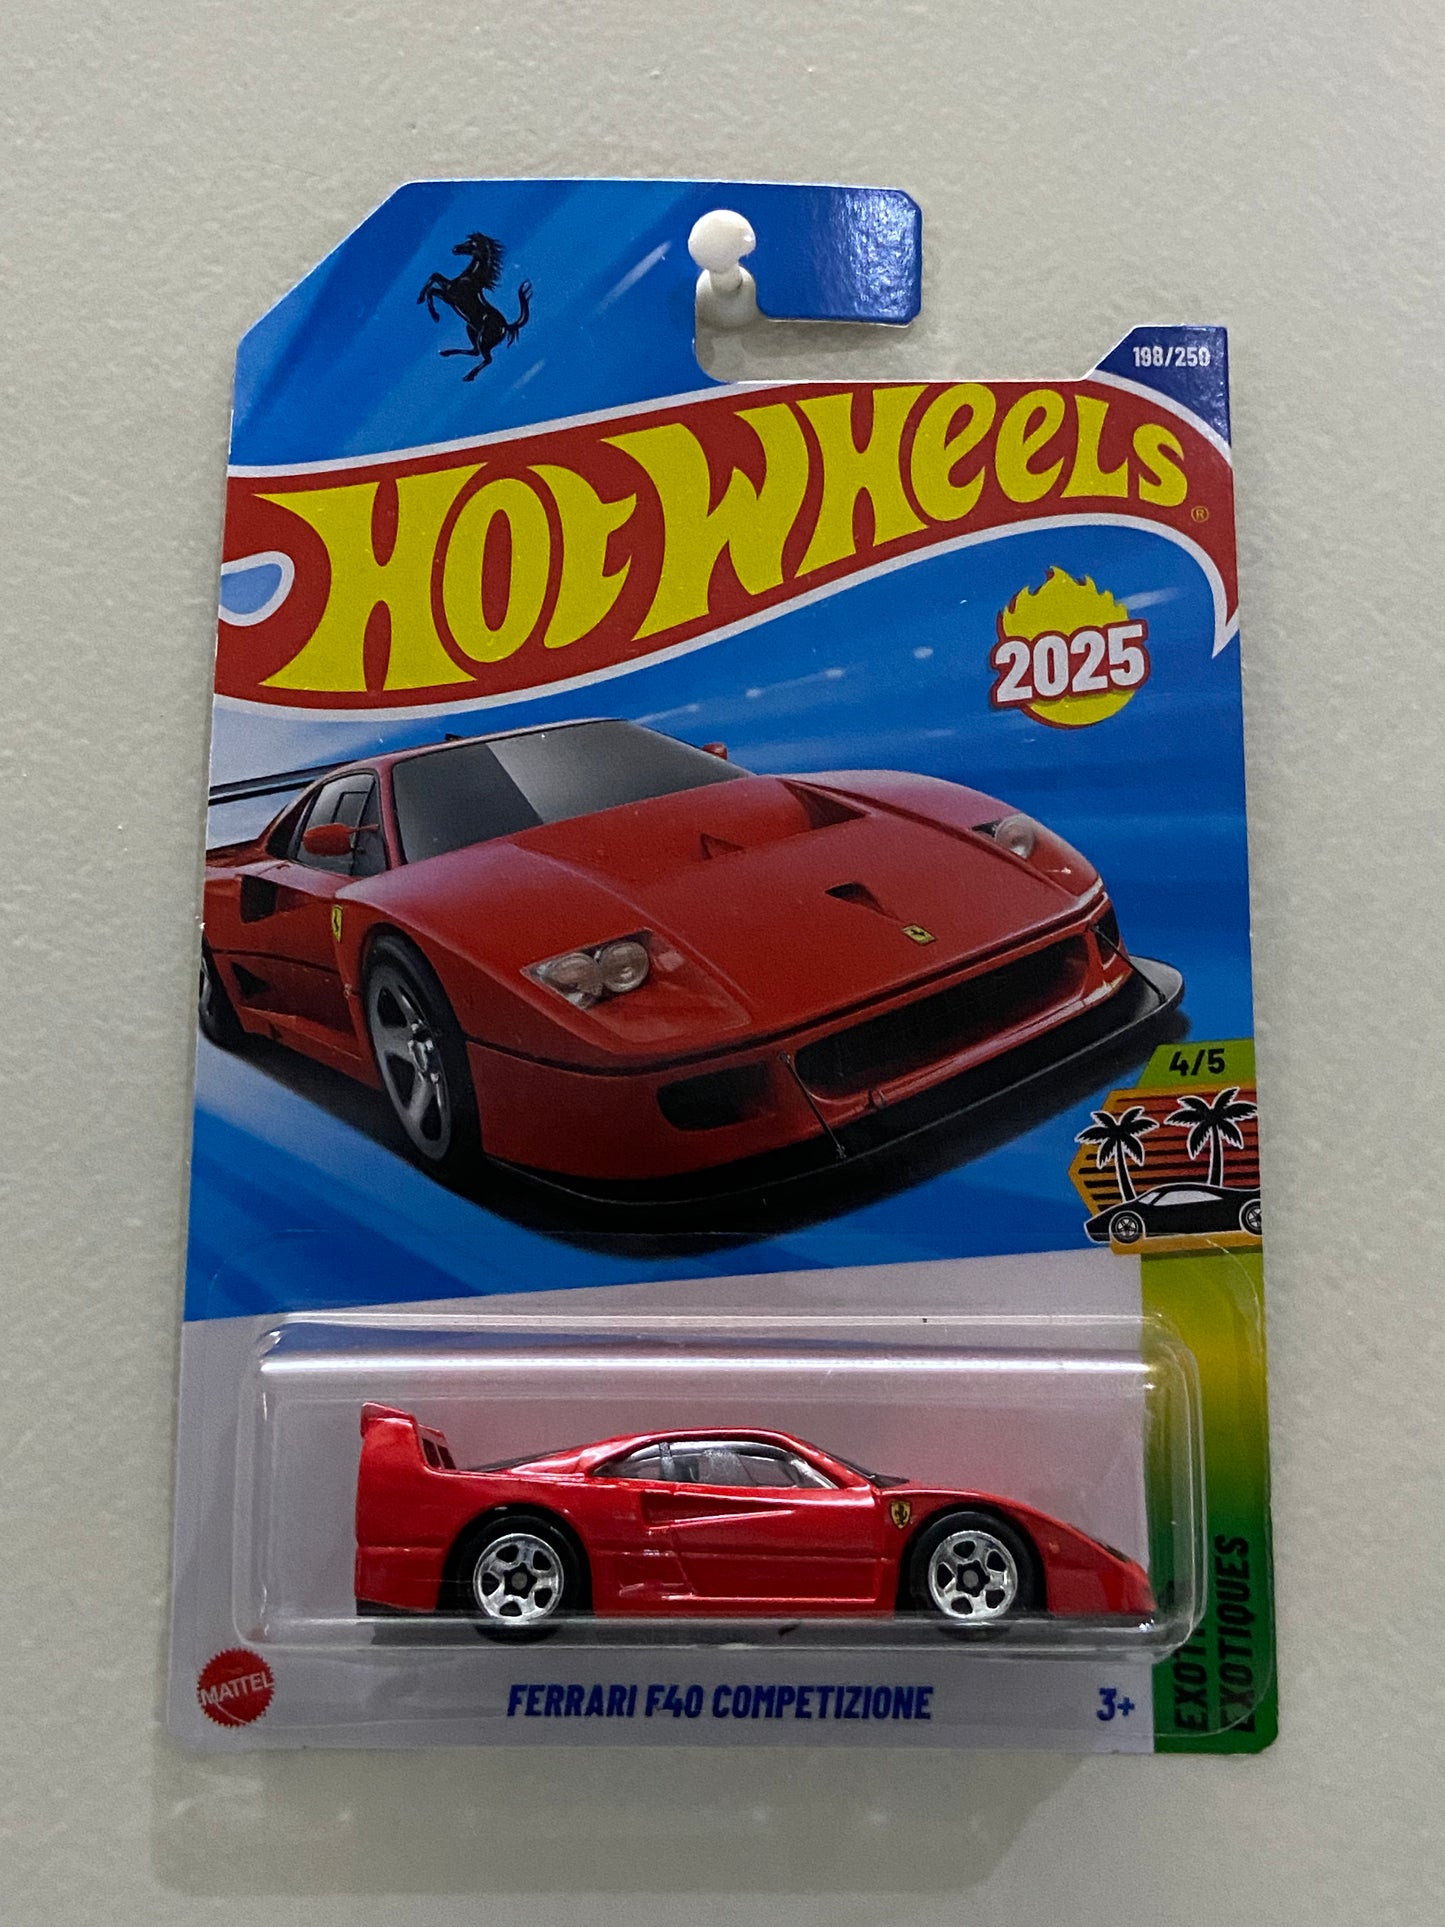 198/250
HOT WHEELS®
2025
4/5
EXOTIQUES
MATTEL
FERRARI F40 COMPETIZIONE
3+